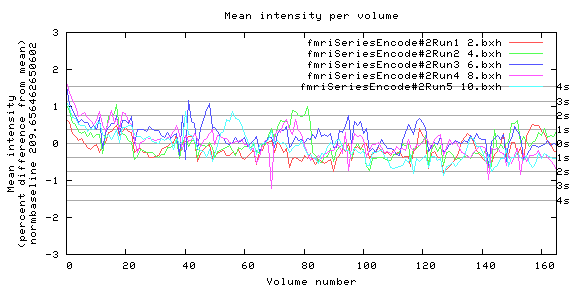 Mean intensity per volume
fmriSeriesEncode#2Run1 2.bxh
fmriSeriesEncode#2Run2 4.bxh
fmriSeriesEncode#2Run3 6.bxh
fmriSeriesEncode#2Run4 8.bxh
fmriSeriesEncode#2Run5 10.bxh
Mean intensity
(percent difference from mean)
normbaseline 209.656462650602
3
2
1
0
-1
-2
-3
4s
3s
2s
1s
0
1s
2s
3s
4s
0 20 40 60 80 100 120 140 160
Volume number